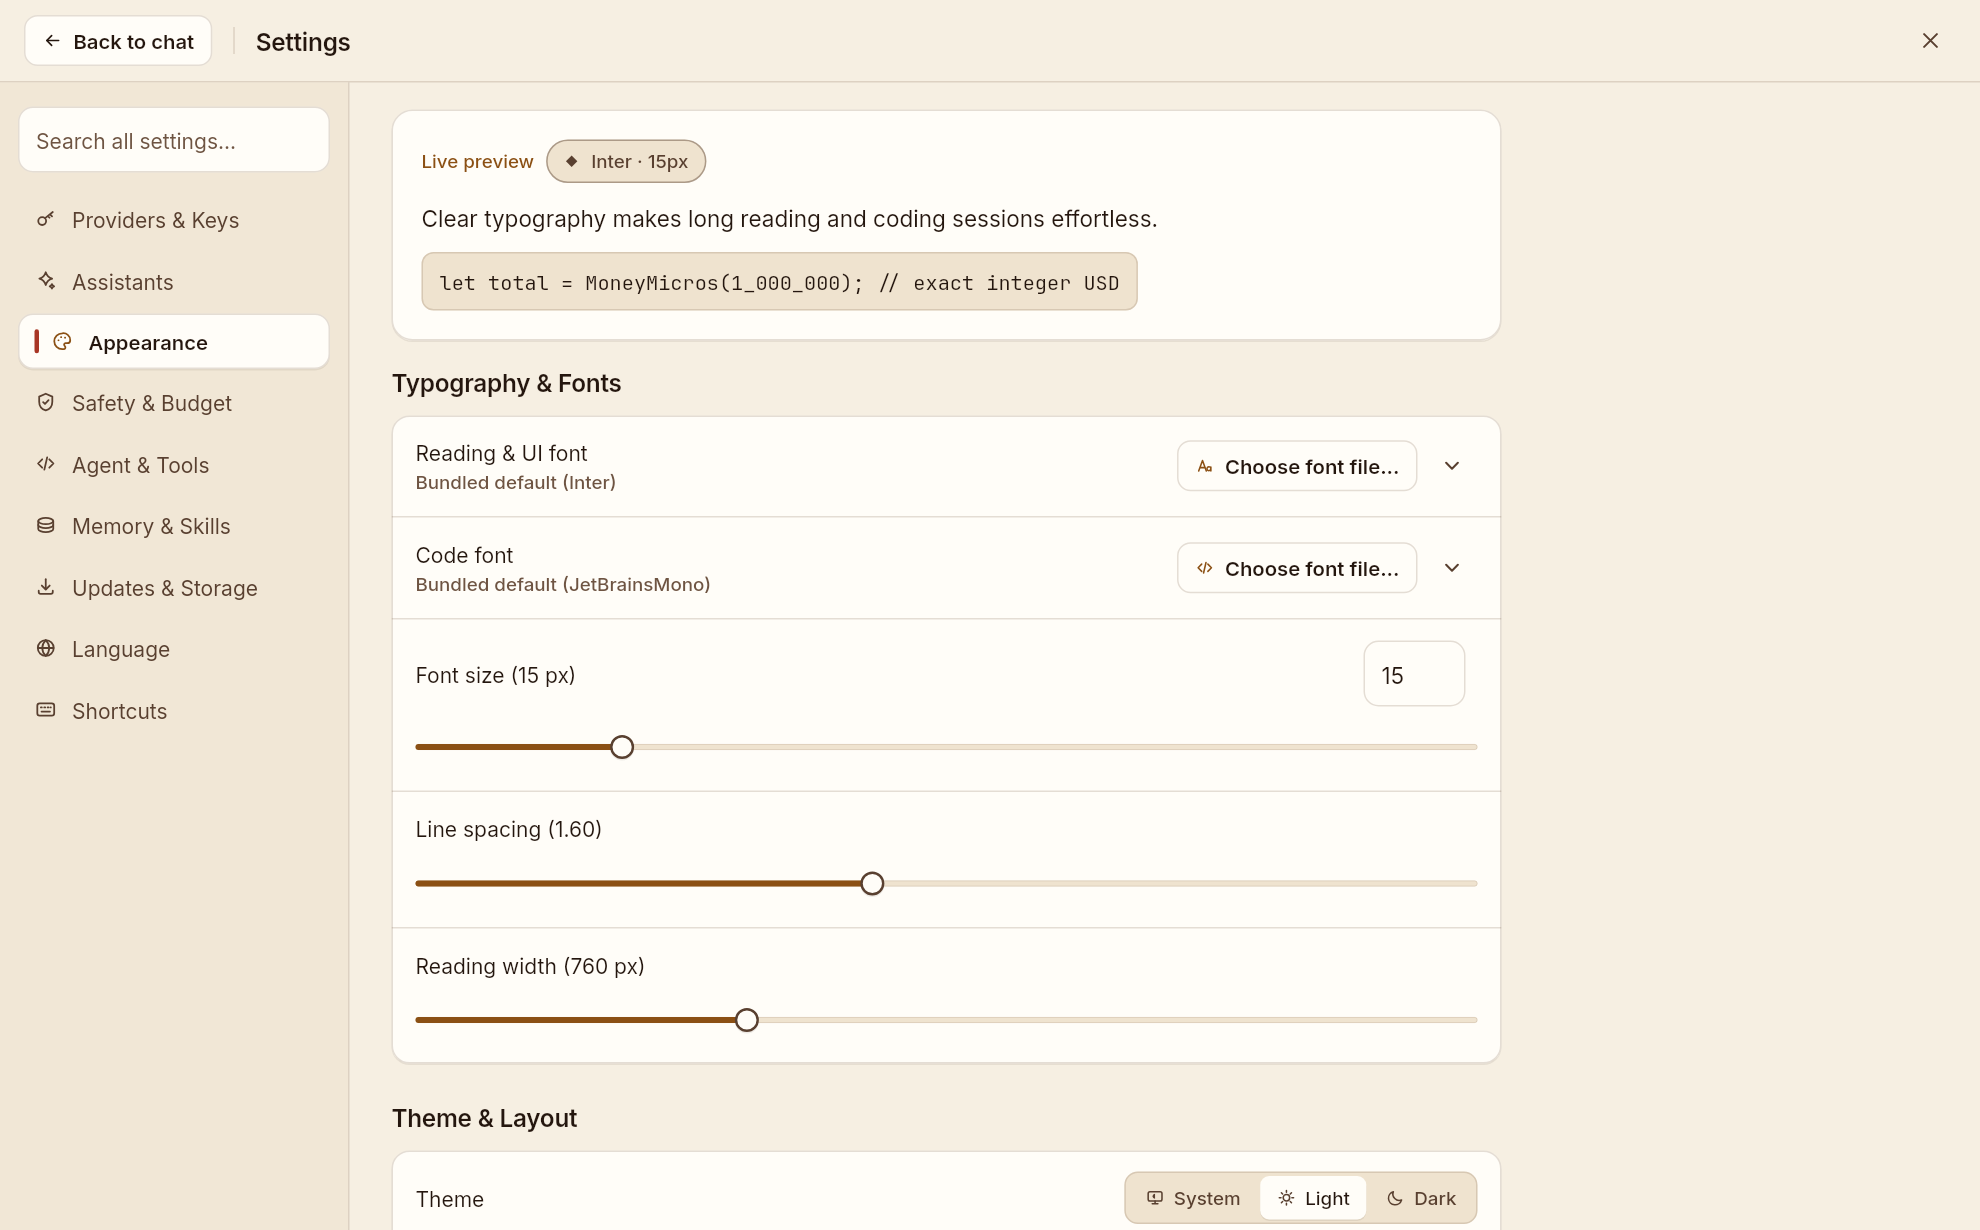 Back to chat
Settings
Search all settings...
Providers & Keys
Assistants
Appearance
Safety & Budget
Agent & Tools
Memory & Skills
Updates & Storage
Language
Shortcuts
Live preview
Inter · 15px
Clear typography makes long reading and coding sessions effortless.
let total = MoneyMicros(1_000_000); // exact integer USD
Typography & Fonts
Reading & UI font
Bundled default (Inter)
Choose font file...
Code font
Bundled default (JetBrainsMono)
Choose font file...
Font size (15 px)
15
Line spacing (1.60)
Reading width (760 px)
Theme & Layout
Theme
System
Light
Dark